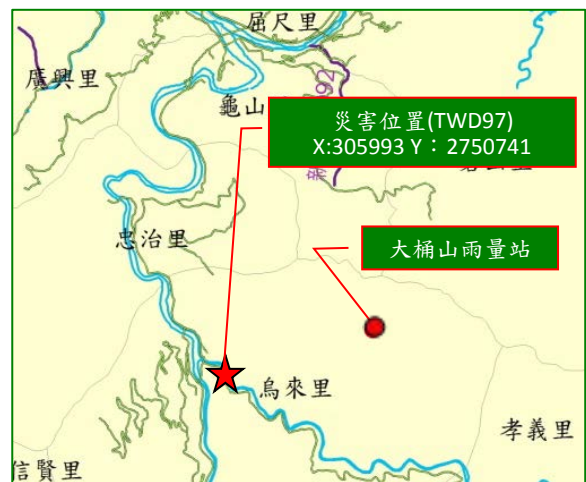 屈尺里
廣興里
龜山
災害位置(TWD97)
X:305993 Y：2750741
忠治里
大桶山雨量站
烏來里
孝義里
信賢里